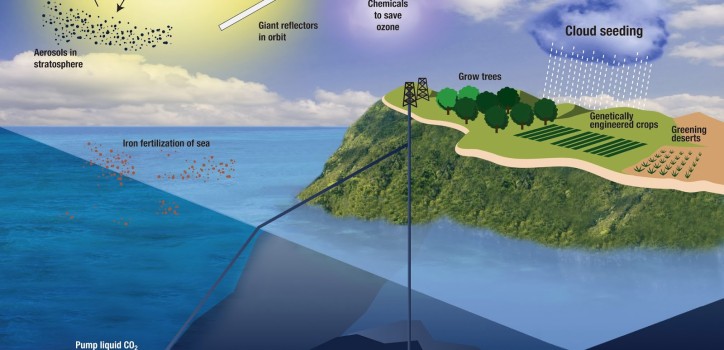 Chemicals
to save
ozone
Giant reflectors
in orbit
Cloud seeding
Aerosols in
stratosphere
Grow trees
Genetically
engineered crops
Greening
deserts
Iron fertilization of sea
Pump liquid CO₂